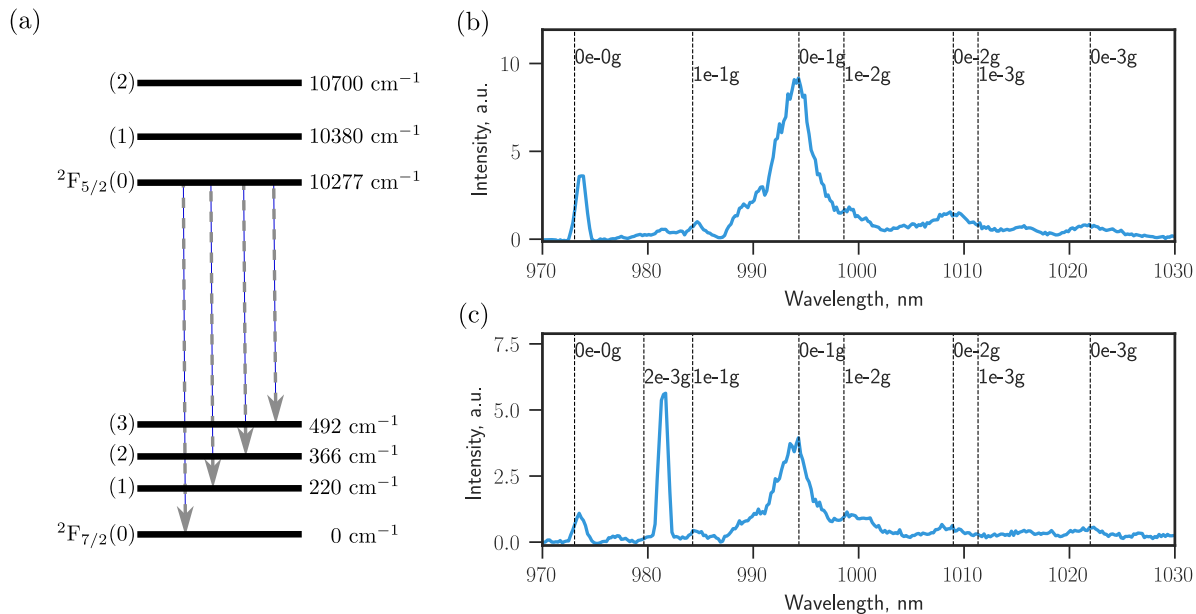 (a)
(2) 10700 cm⁻¹
(1) 10380 cm⁻¹
²F₅/₂(0) 10277 cm⁻¹
(3) 492 cm⁻¹
(2) 366 cm⁻¹
(1) 220 cm⁻¹
²F₇/₂(0) 0 cm⁻¹
(b)
Intensity, a.u.
10
5
0
0e-0g 0e-1g 0e-2g 0e-3g
1e-1g 1e-2g 1e-3g
970 980 990 1000 1010 1020 1030
Wavelength, nm
(c)
Intensity, a.u.
7.5
5.0
2.5
0.0
0e-0g 0e-1g 0e-2g 0e-3g
2e-3g 1e-1g 1e-2g 1e-3g
970 980 990 1000 1010 1020 1030
Wavelength, nm